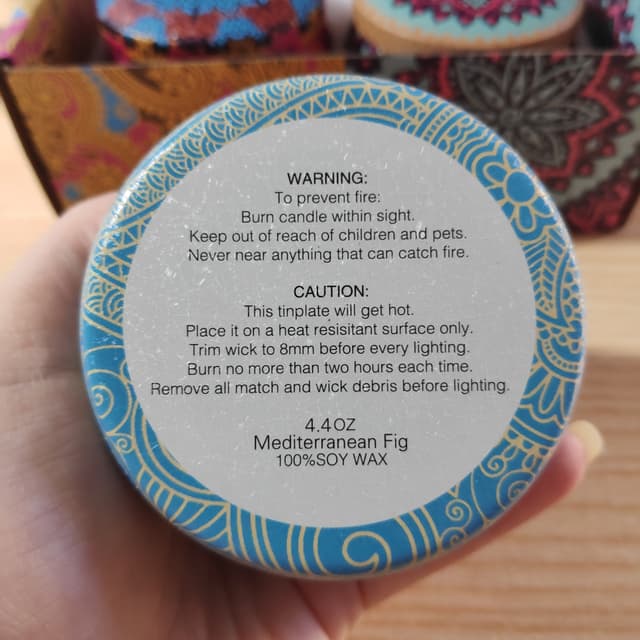 WARNING:
To prevent fire:
Burn candle within sight.
Keep out of reach of children and pets.
Never near anything that can catch fire.
CAUTION:
This tinplate will get hot.
Place it on a heat resisitant surface only.
Trim wick to 8mm before every lighting.
Burn no more than two hours each time.
Remove all match and wick debris before lighting.
4.4OZ
Mediterranean Fig
100%SOY WAX